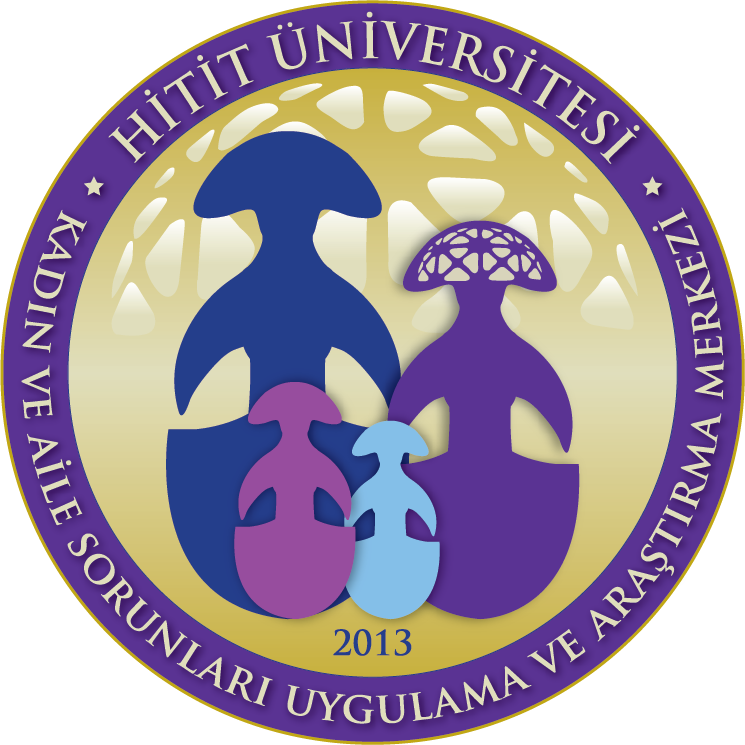 HİTİT ÜNİVERSİTESİ
KADIN VE AİLE SORUNLARI UYGULAMA VE ARAŞTIRMA MERKEZİ
2013